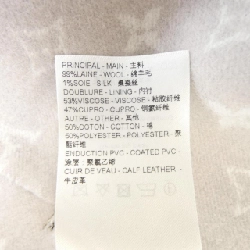 PRINCIPAL - MAIN - 主料
99%LAINE - WOOL - 绵羊毛
1%SOIE - SILK - 桑蚕丝
DOUBLURE - LINING - 内衬
53%VISCOSE - VISCOSE - 粘胶纤维
47%CUPRO - CUPRO - 铜氨纤维
AUTRE - OTHER - 其他
50%COTON - COTTON - 棉
50%POLYESTER - POLYESTER - 聚
酯纤维
ENDUCTION PVC - COATED PVC -
涂层: 聚氯乙烯
CUIR DE VEAU - CALF LEATHER -
牛皮革